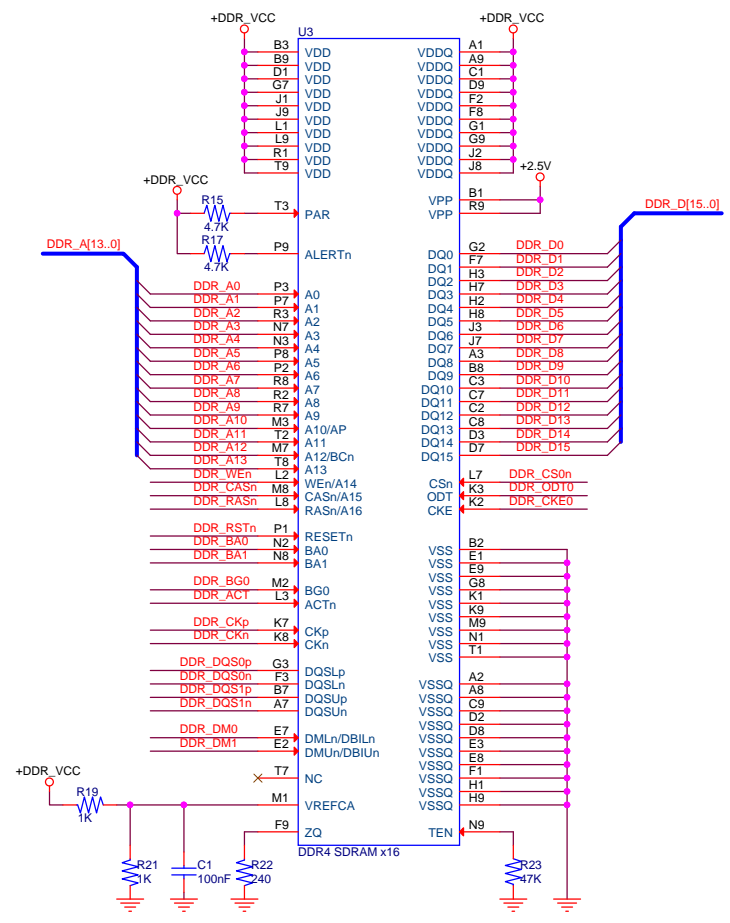 +DDR_VCC
+DDR_VCC
U3
B3 VDD VDDQ A1
B9 VDD VDDQ A9
D1 VDD VDDQ C1
G7 VDD VDDQ D9
J1 VDD VDDQ F2
J9 VDD VDDQ F8
L1 VDD VDDQ G1
L9 VDD VDDQ G9
R1 VDD VDDQ J2
T9 VDD VDDQ J8
+2.5V
+DDR_VCC
VPP B1
R15 4.7K T3 PAR VPP R9
DDR_D[15..0]
R17 4.7K P9 ALERTn
DDR_A[13..0]
DQ0 G2 DDR_D0
DQ1 F7 DDR_D1
DQ2 H3 DDR_D2
DDR_A0 P3 A0 DQ3 H7 DDR_D3
DDR_A1 P7 A1 DQ4 H2 DDR_D4
DDR_A2 R3 A2 DQ5 H8 DDR_D5
DDR_A3 N7 A3 DQ6 J3 DDR_D6
DDR_A4 N3 A4 DQ7 J7 DDR_D7
DDR_A5 P8 A5 DQ8 A3 DDR_D8
DDR_A6 P2 A6 DQ9 B8 DDR_D9
DDR_A7 R8 A7 DQ10 C3 DDR_D10
DDR_A8 R2 A8 DQ11 C7 DDR_D11
DDR_A9 R7 A9 DQ12 C2 DDR_D12
DDR_A10 M3 A10/AP DQ13 C8 DDR_D13
DDR_A11 T2 A11 DQ14 D3 DDR_D14
DDR_A12 M7 A12/BCn DQ15 D7 DDR_D15
DDR_A13 T8 A13
DDR_WEn L2 WEn/A14 CSn L7 DDR_CS0n
DDR_CASn M8 CASn/A15 ODT K3 DDR_ODT0
DDR_RASn L8 RASn/A16 CKE K2 DDR_CKE0
DDR_RSTn P1 RESETn
DDR_BA0 N2 BA0 VSS B2
DDR_BA1 N8 BA1 VSS E1
VSS E9
DDR_BG0 M2 BG0 VSS G8
DDR_ACT L3 ACTn VSS K1
VSS K9
DDR_CKp K7 CKp VSS M9
DDR_CKn K8 CKn VSS N1
VSS T1
DDR_DQS0p G3 DQSLp
DDR_DQS0n F3 DQSLn VSSQ A2
DDR_DQS1p B7 DQSUp VSSQ A8
DDR_DQS1n A7 DQSUn VSSQ C9
VSSQ D2
DDR_DM0 E7 DMLn/DBILn VSSQ D8
DDR_DM1 E2 DMUn/DBIUn VSSQ E3
VSSQ E8
+DDR_VCC
T7 NC VSSQ F1
VSSQ H1
R19 1K M1 VREFCA VSSQ H9
F9 ZQ TEN N9
DDR4 SDRAM x16
R21 C1 R22 R23
1K 100nF 240 47K